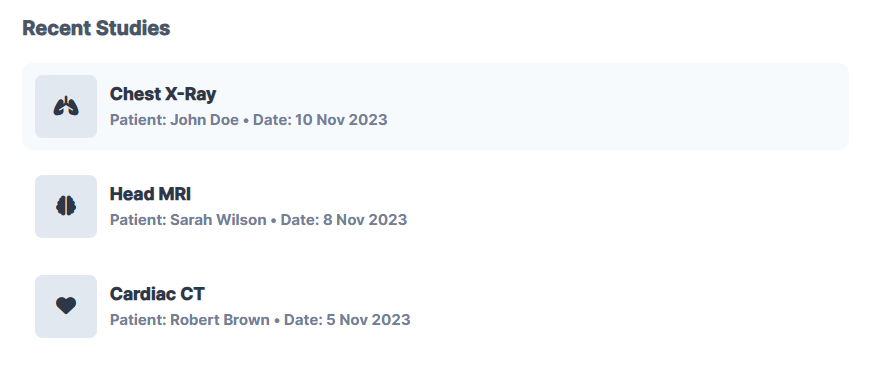 Recent Studies
Chest X-Ray
Patient: John Doe • Date: 10 Nov 2023
Head MRI
Patient: Sarah Wilson • Date: 8 Nov 2023
Cardiac CT
Patient: Robert Brown • Date: 5 Nov 2023